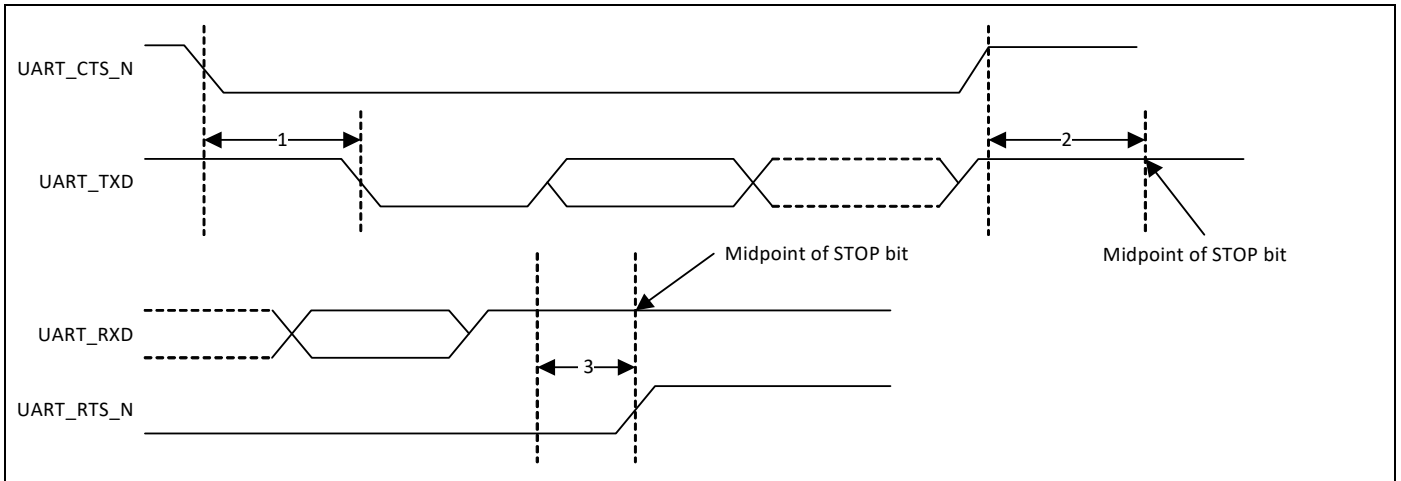 UART_CTS_N
1
2
UART_TXD
Midpoint of STOP bit
Midpoint of STOP bit
UART_RXD
3
UART_RTS_N